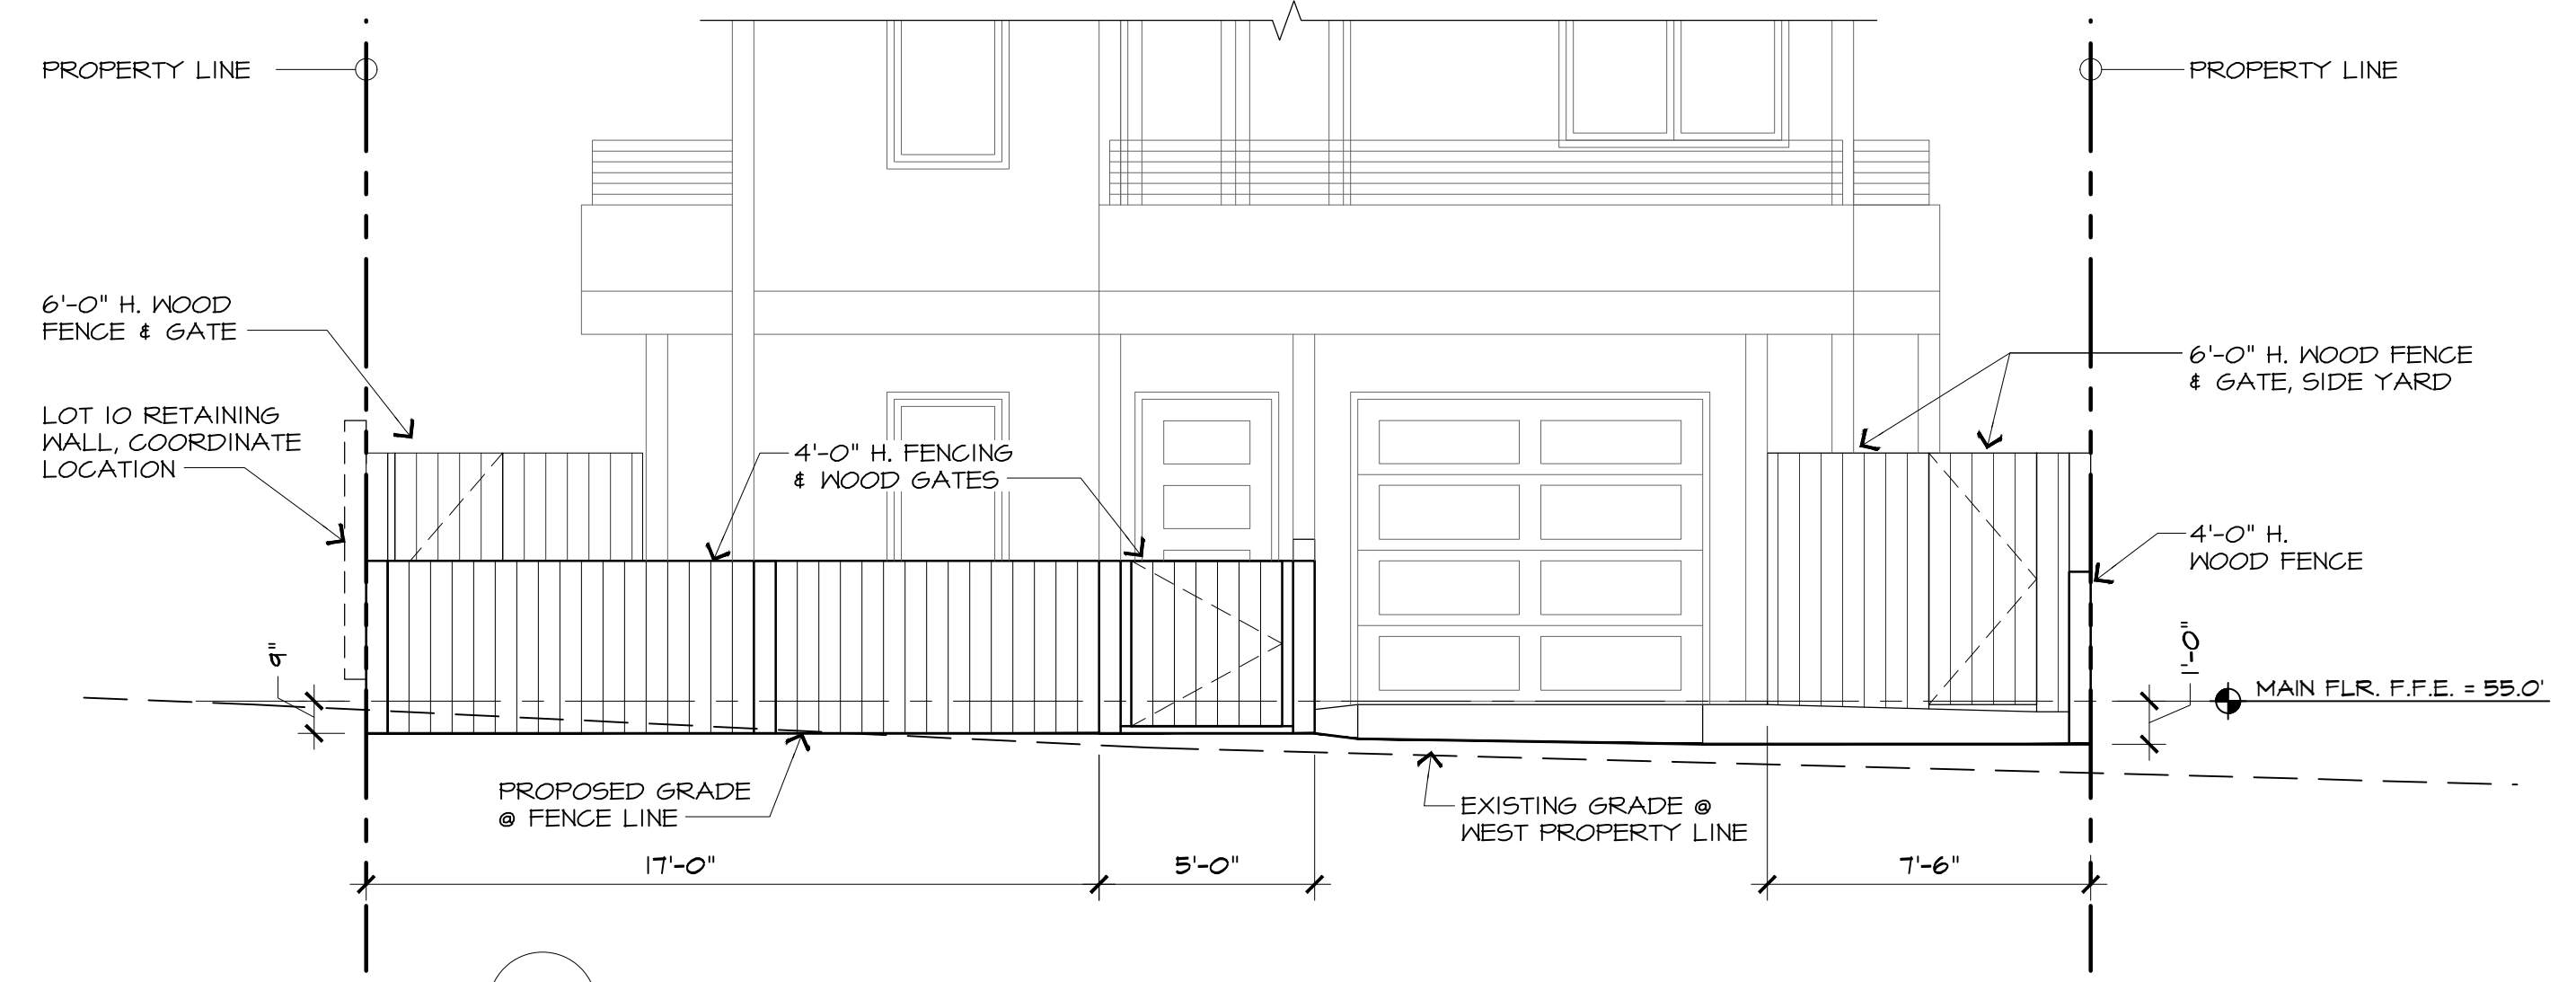 PROPERTY LINE
PROPERTY LINE
6'-0" H. WOOD
FENCE & GATE
6'-0" H. WOOD FENCE
& GATE, SIDE YARD
LOT 10 RETAINING
WALL, COORDINATE
LOCATION
4'-0" H. FENCING
& WOOD GATES
4'-0" H.
WOOD FENCE
9"
1'-0"
MAIN FLR. F.F.E. = 55.0'
PROPOSED GRADE
@ FENCE LINE
EXISTING GRADE @
WEST PROPERTY LINE
17'-0"
5'-0"
7'-6"